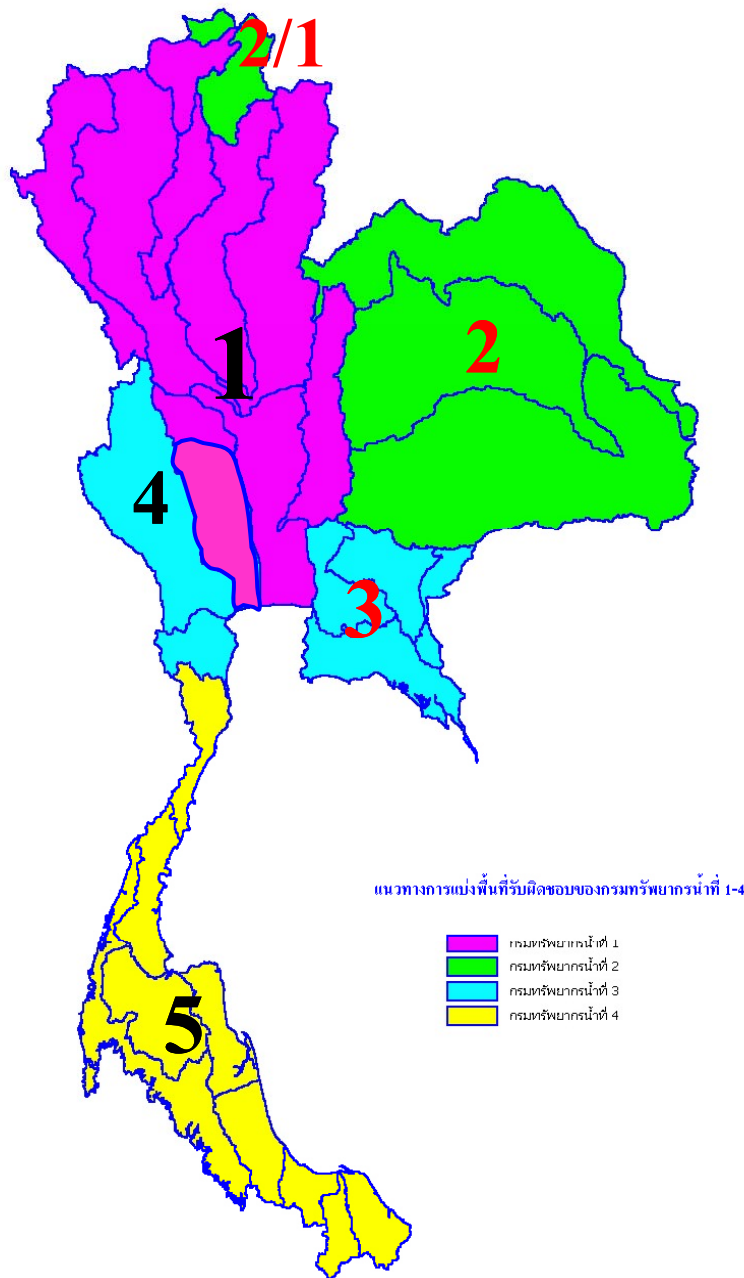 2/1
2
1
4
3
แนวทางการแบ่งพื้นที่รับผิดชอบของกรมทรัพยากรน้ำที่ 1-4
กรมทรัพยากรน้ำที่ 1
กรมทรัพยากรน้ำที่ 2
กรมทรัพยากรน้ำที่ 3
กรมทรัพยากรน้ำที่ 4
5